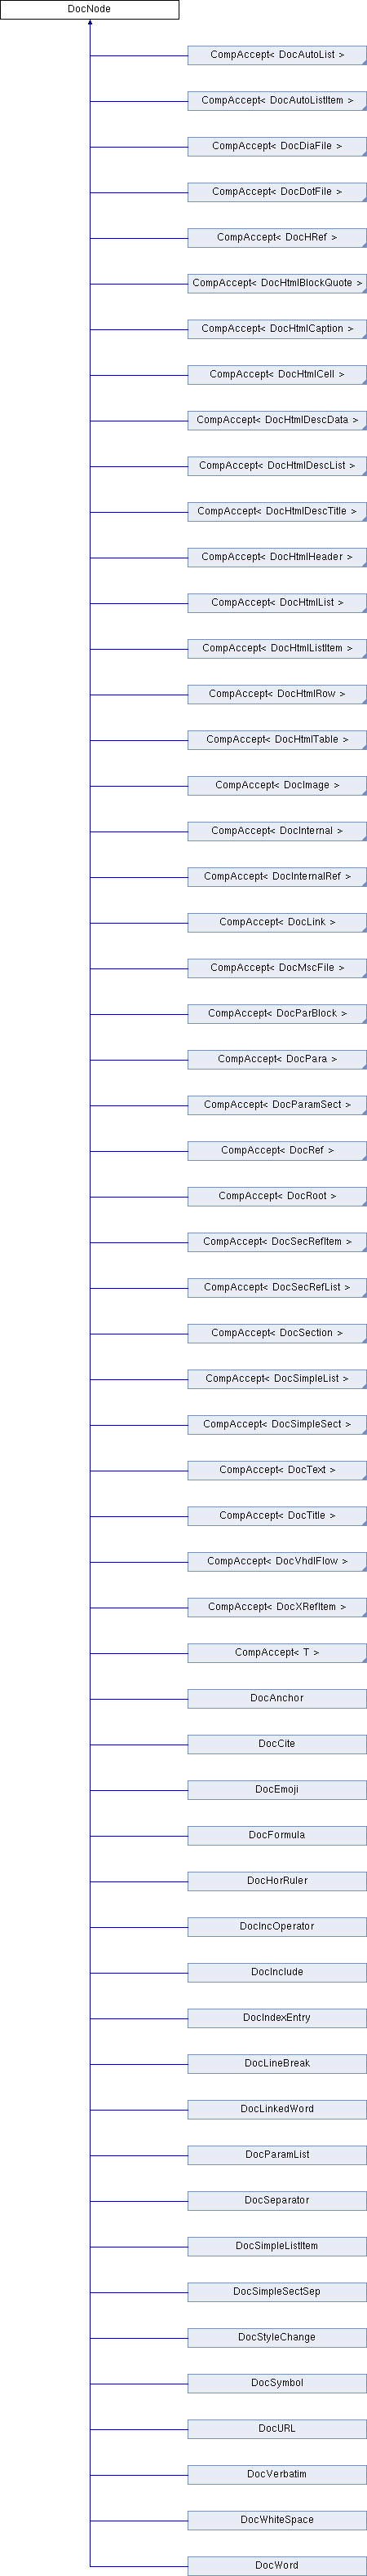 DocNode
CompAccept< DocAutoList >
CompAccept< DocAutoListItem >
CompAccept< DocDiaFile >
CompAccept< DocDotFile >
CompAccept< DocHRef >
CompAccept< DocHtmlBlockQuote >
CompAccept< DocHtmlCaption >
CompAccept< DocHtmlCell >
CompAccept< DocHtmlDescData >
CompAccept< DocHtmlDescList >
CompAccept< DocHtmlDescTitle >
CompAccept< DocHtmlHeader >
CompAccept< DocHtmlList >
CompAccept< DocHtmlListItem >
CompAccept< DocHtmlRow >
CompAccept< DocHtmlTable >
CompAccept< DocImage >
CompAccept< DocInternal >
CompAccept< DocInternalRef >
CompAccept< DocLink >
CompAccept< DocMscFile >
CompAccept< DocParBlock >
CompAccept< DocPara >
CompAccept< DocParamSect >
CompAccept< DocRef >
CompAccept< DocRoot >
CompAccept< DocSecRefItem >
CompAccept< DocSecRefList >
CompAccept< DocSection >
CompAccept< DocSimpleList >
CompAccept< DocSimpleSect >
CompAccept< DocText >
CompAccept< DocTitle >
CompAccept< DocVhdlFlow >
CompAccept< DocXRefItem >
CompAccept< T >
DocAnchor
DocCite
DocEmoji
DocFormula
DocHorRuler
DocIncOperator
DocInclude
DocIndexEntry
DocLineBreak
DocLinkedWord
DocParamList
DocSeparator
DocSimpleListItem
DocSimpleSectSep
DocStyleChange
DocSymbol
DocURL
DocVerbatim
DocWhiteSpace
DocWord